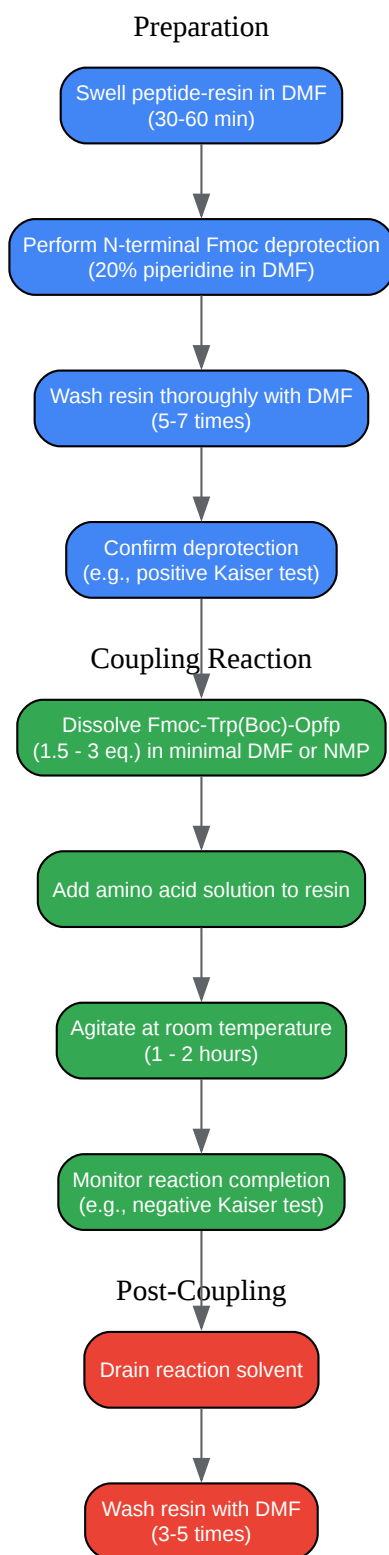 Preparation
Swell peptide-resin in DMF
(30-60 min)
Perform N-terminal Fmoc deprotection
(20% piperidine in DMF)
Wash resin thoroughly with DMF
(5-7 times)
Confirm deprotection
(e.g., positive Kaiser test)
Coupling Reaction
Dissolve Fmoc-Trp(Boc)-Opfp
(1.5 - 3 eq.) in minimal DMF or NMP
Add amino acid solution to resin
Agitate at room temperature
(1 - 2 hours)
Monitor reaction completion
(e.g., negative Kaiser test)
Post-Coupling
Drain reaction solvent
Wash resin with DMF
(3-5 times)